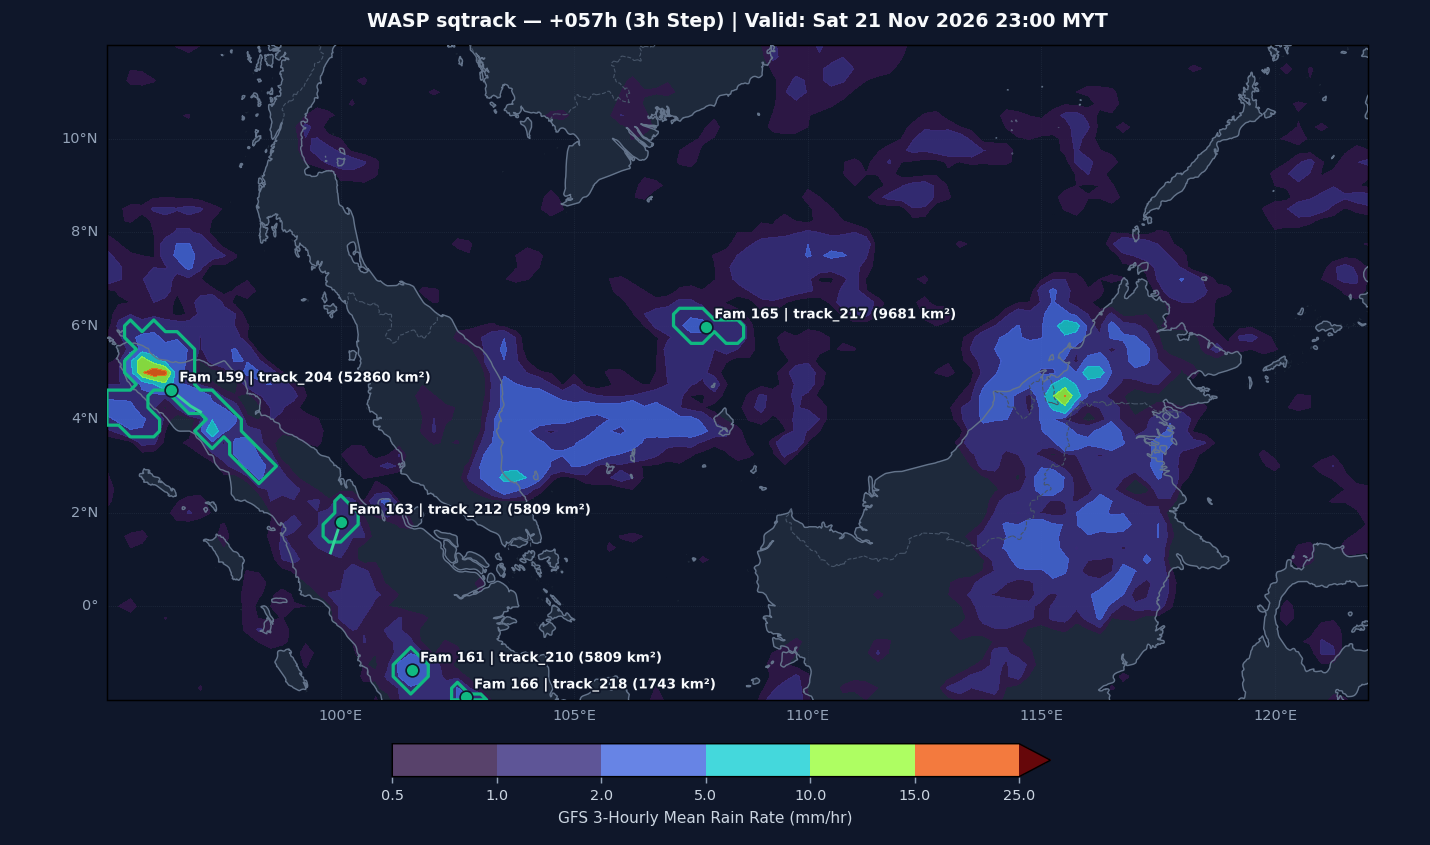 WASP sqtrack — +057h (3h Step) | Valid: Sat 21 Nov 2026 23:00 MYT
10°N
8°N
6°N
4°N
2°N
0°
Fam 165 | track_217 (9681 km²)
Fam 159 | track_204 (52860 km²)
Fam 163 | track_212 (5809 km²)
Fam 161 | track_210 (5809 km²)
Fam 166 | track_218 (1743 km²)
100°E 105°E 110°E 115°E 120°E
0.5 1.0 2.0 5.0 10.0 15.0 25.0
GFS 3-Hourly Mean Rain Rate (mm/hr)